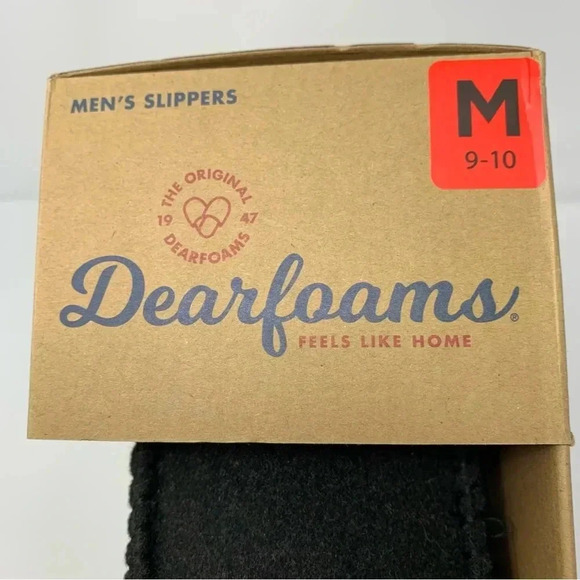 MEN'S SLIPPERS
M
9-10
THE ORIGINAL
19 47
DEARFOAMS
Dearfoams®
FEELS LIKE HOME